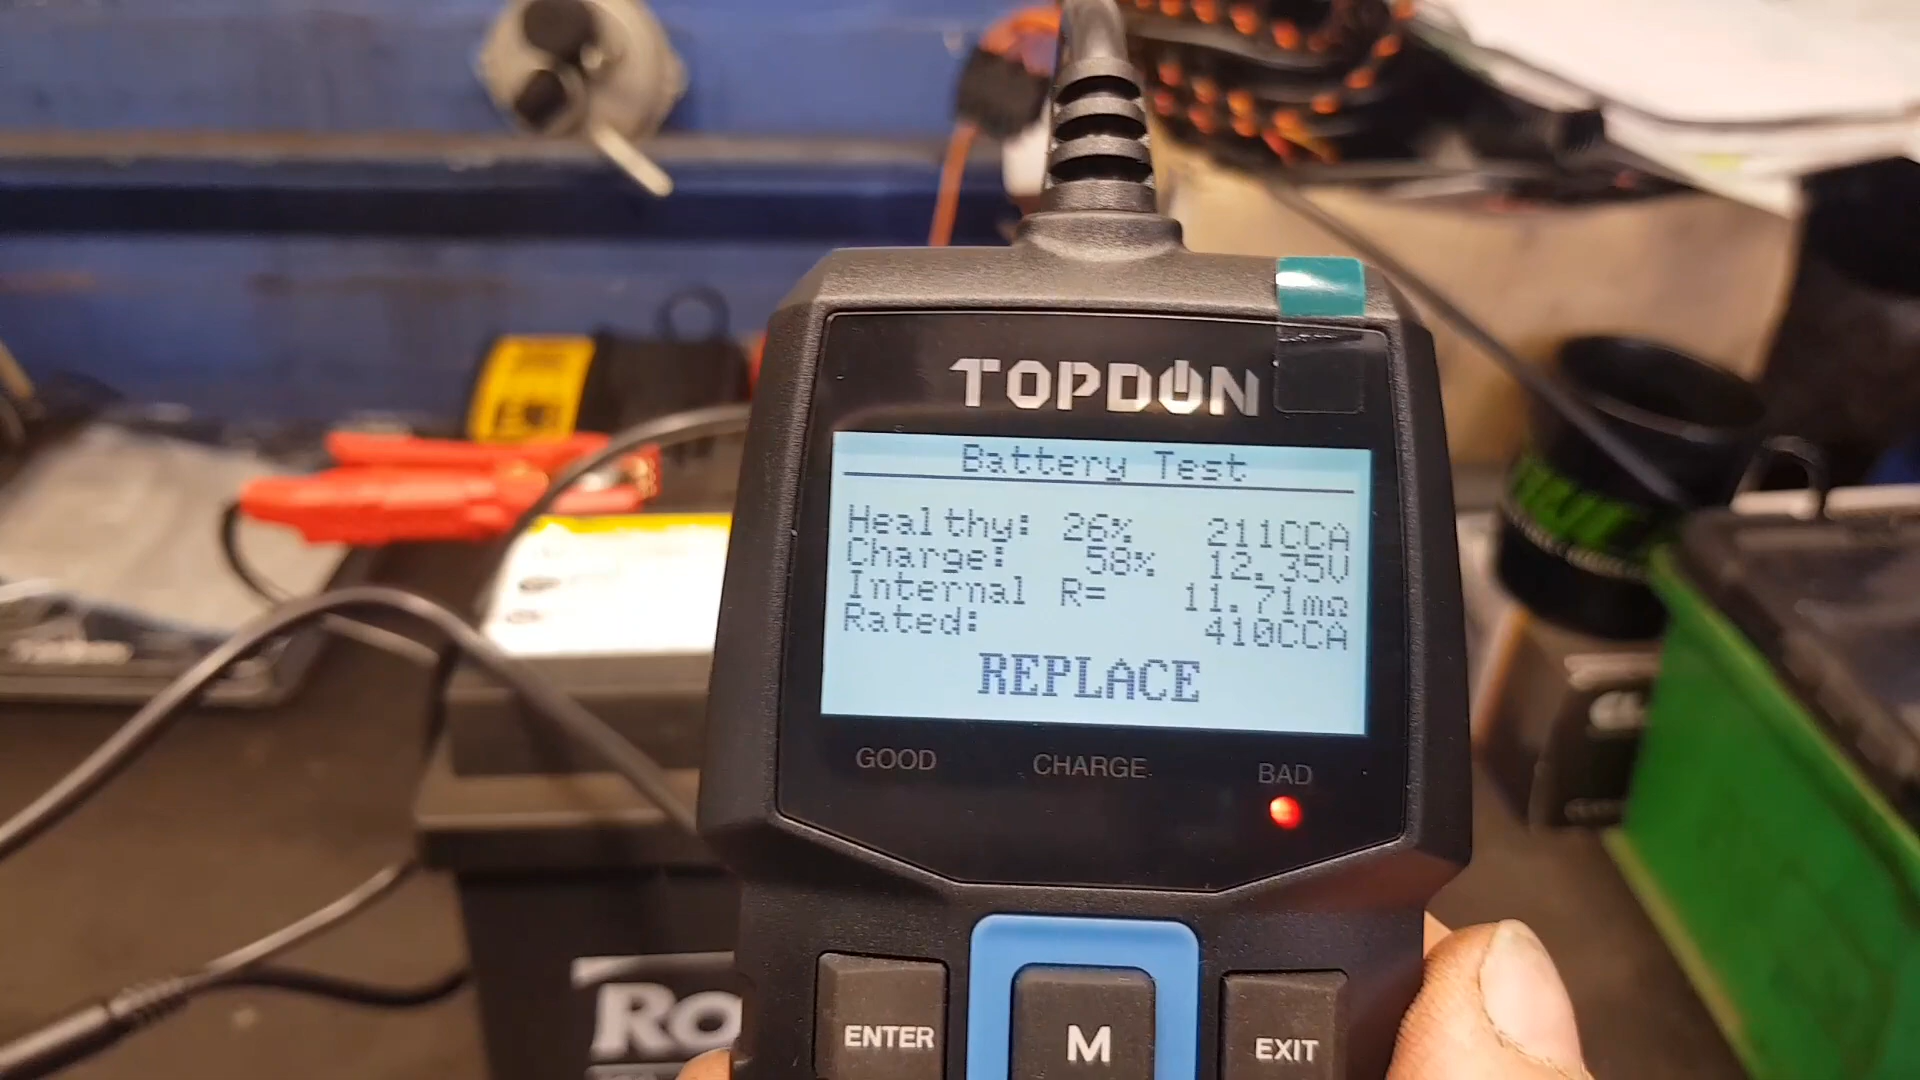 TOPDON
Battery Test
Healthy: 26% 211CCA
Charge: 58% 12.35V
Internal R= 11.71mΩ
Rated: 410CCA
REPLACE
GOOD CHARGE BAD
ENTER M EXIT
Ro